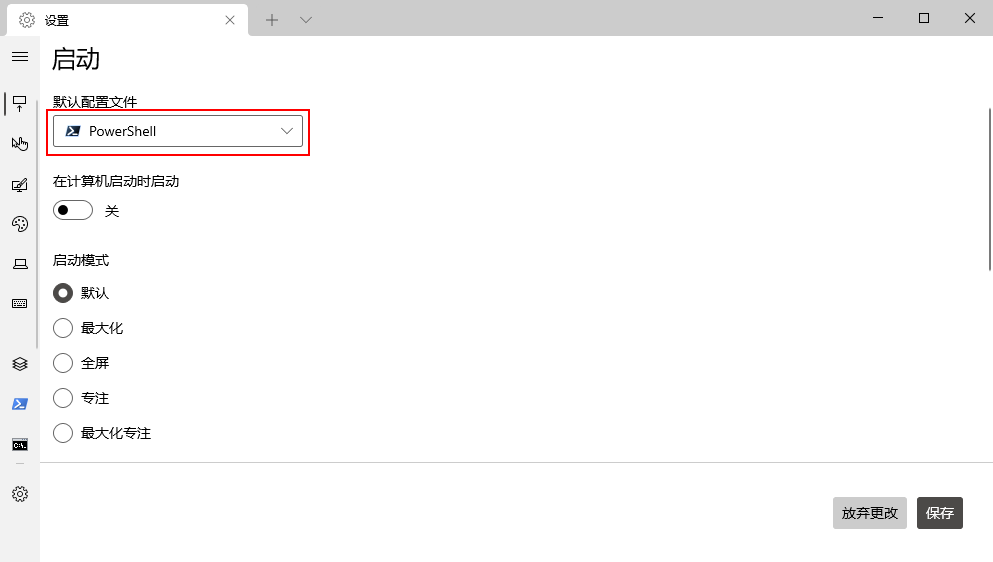 设置
启动
默认配置文件
PowerShell
在计算机启动时启动
关
启动模式
默认
最大化
全屏
专注
最大化专注
放弃更改
保存